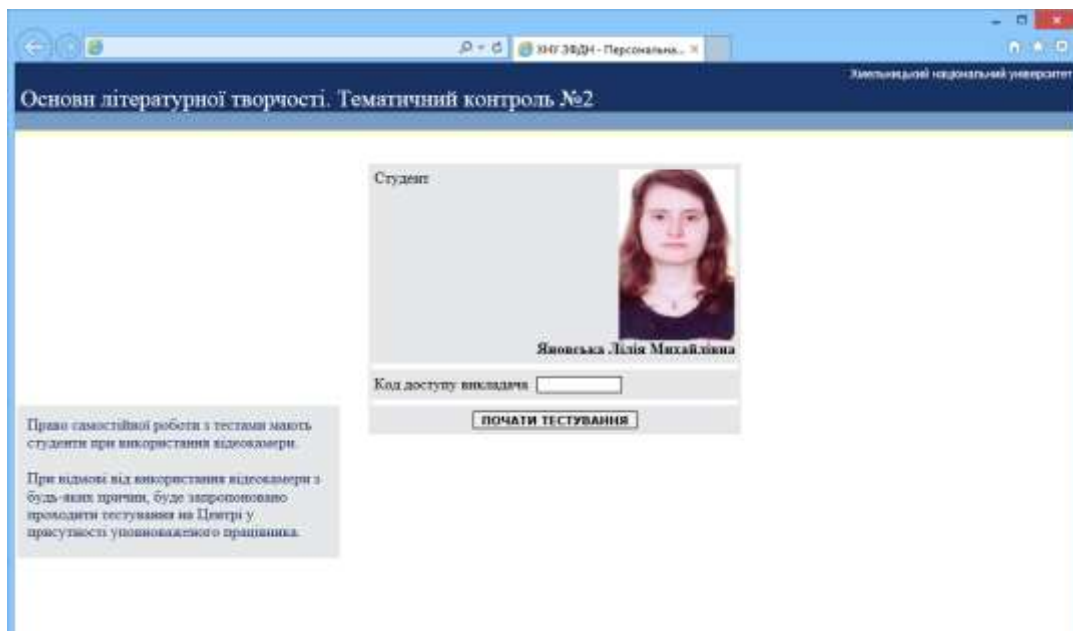 ХНУ ЗФДН - Персональна...
Хмельницький національний університет
Основи літературної творчості. Тематичний контроль №2
Студент
Яновська Лілія Михайлівна
Код доступу викладача
ПОЧАТИ ТЕСТУВАННЯ
Право самостійної роботи з тестами мають
студенти при використання відеокамери.
При відмові від використання відеокамери з
будь-яких причин, буде запропоновано
проходити тестування на Центрі у
присутності уповноваженого працівника.